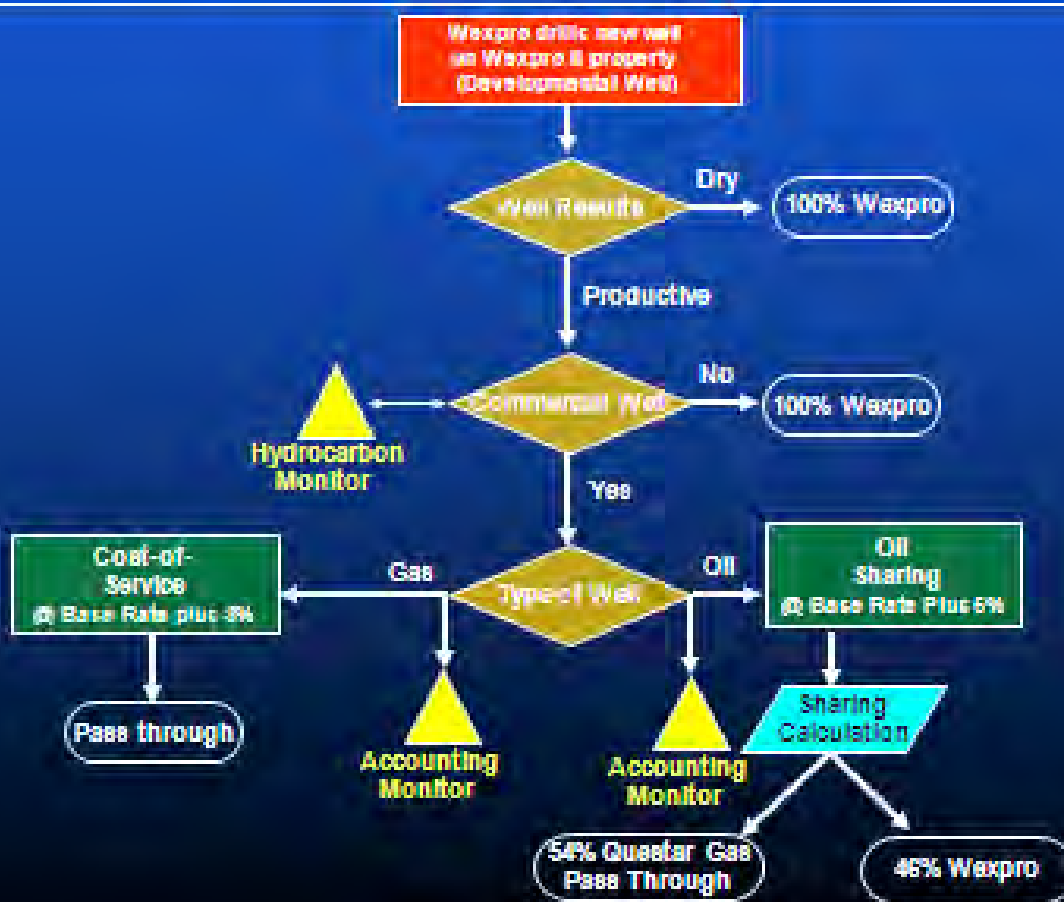 Wexpro drills new well
on Wexpro II property
(Developmental Well)
Well Results
Dry
100% Wexpro
Productive
Commercial Well
No
100% Wexpro
Hydrocarbon
Monitor
Yes
Type of Well
Gas
Oil
Cost-of-
Service
@ Base Rate plus
Oil
Sharing
@ Base Rate Plus
Pass through
Accounting
Monitor
Accounting
Monitor
Sharing
Calculation
54% Questar Gas
Pass Through
46% Wexpro